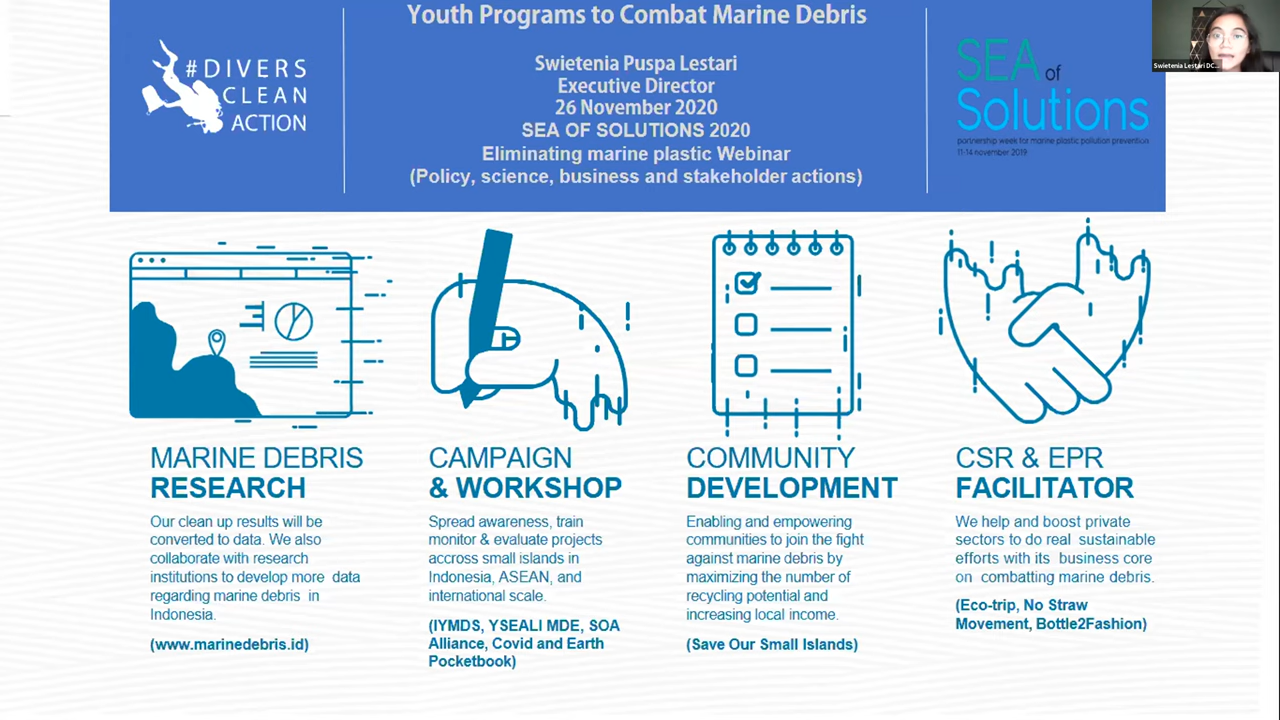 #DIVERS
CLEAN
ACTION
Youth Programs to Combat Marine Debris
Swietenia Puspa Lestari
Executive Director
26 November 2020
SEA OF SOLUTIONS 2020
Eliminating marine plastic Webinar
(Policy, science, business and stakeholder actions)
SEA of
Solutions
partnership week for marine plastic pollution prevention
11-14 november 2019
Swietenia Lestari DC...
MARINE DEBRIS
RESEARCH
Our clean up results will be
converted to data. We also
collaborate with research
institutions to develop more data
regarding marine debris in
Indonesia.
(www.marinedebris.id)
CAMPAIGN
& WORKSHOP
Spread awareness, train
monitor & evaluate projects
accross small islands in
Indonesia, ASEAN, and
international scale.
(IYMDS, YSEALI MDE, SOA
Alliance, Covid and Earth
Pocketbook)
COMMUNITY
DEVELOPMENT
Enabling and empowering
communities to join the fight
against marine debris by
maximizing the number of
recycling potential and
increasing local income.
(Save Our Small Islands)
CSR & EPR
FACILITATOR
We help and boost private
sectors to do real sustainable
efforts with its business core
on combatting marine debris.
(Eco-trip, No Straw
Movement, Bottle2Fashion)